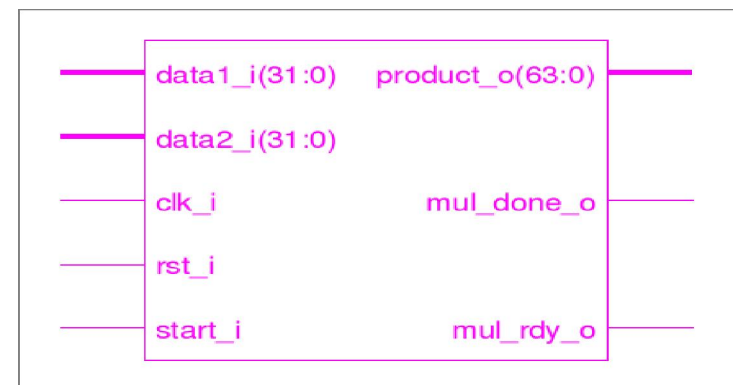 data1_i(31:0) product_o(63:0)
data2_i(31:0)
clk_i mul_done_o
rst_i
start_i mul_rdy_o